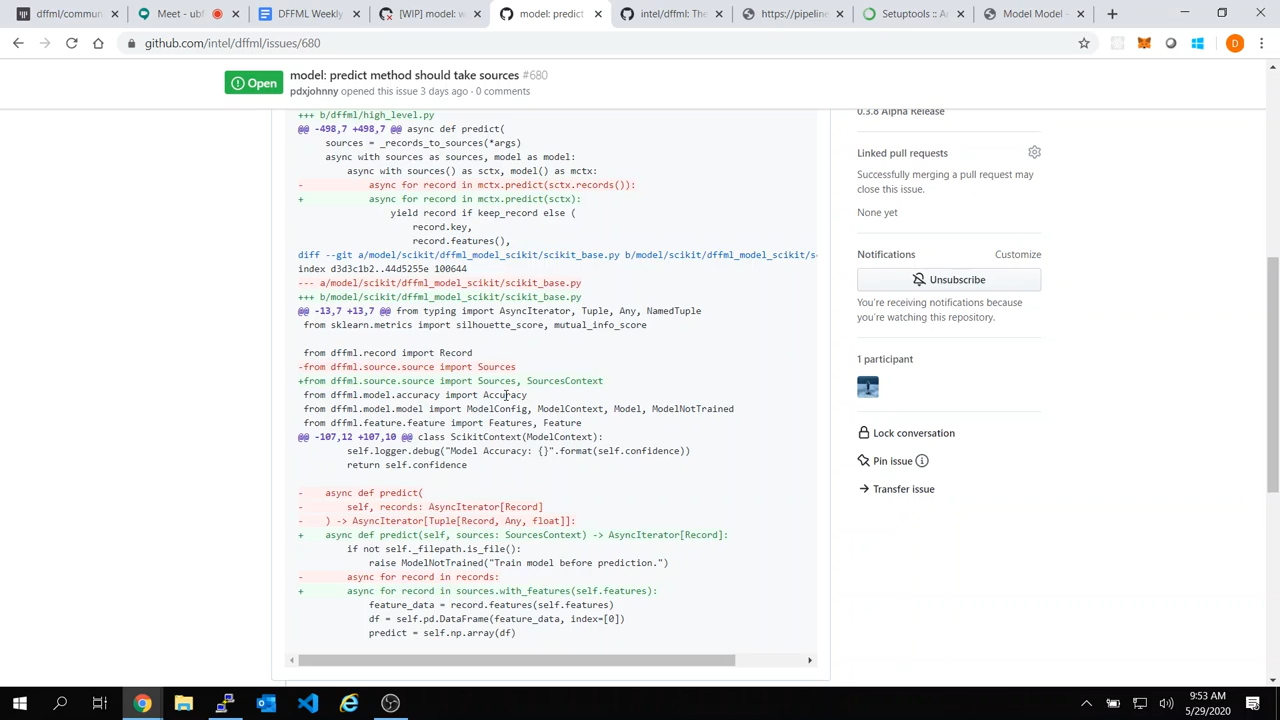 dffml/commun
Meet - ubf
DFFML Weekly
[WIP] model: w
model: predict
intel/dffml: The
https://pipeline
Setuptools :: A
Model Model -
github.com/intel/dffml/issues/680
D
Open
model: predict method should take sources #680
pdxjohnny opened this issue 3 days ago · 0 comments
+++ b/dffml/high_level.py
@@ -498,7 +498,7 @@ async def predict(
sources = _records_to_sources(*args)
async with sources as sources, model as model:
async with sources() as sctx, model() as mctx:
- async for record in mctx.predict(sctx.records()):
+ async for record in mctx.predict(sctx):
yield record if keep_record else (
record.key,
record.features(),
diff --git a/model/scikit/dffml_model_scikit/scikit_base.py b/model/scikit/dffml_model_scikit/s
index d3d3c1b2..44d5255e 100644
--- a/model/scikit/dffml_model_scikit/scikit_base.py
+++ b/model/scikit/dffml_model_scikit/scikit_base.py
@@ -13,7 +13,7 @@ from typing import AsyncIterator, Tuple, Any, NamedTuple
from sklearn.metrics import silhouette_score, mutual_info_score
from dffml.record import Record
-from dffml.source.source import Sources
+from dffml.source.source import Sources, SourcesContext
from dffml.model.accuracy import Accuracy
from dffml.model.model import ModelConfig, ModelContext, Model, ModelNotTrained
from dffml.feature.feature import Features, Feature
@@ -107,12 +107,10 @@ class ScikitContext(ModelContext):
self.logger.debug("Model Accuracy: {}".format(self.confidence))
return self.confidence
- async def predict(
- self, records: AsyncIterator[Record]
- ) -> AsyncIterator[Tuple[Record, Any, float]]:
+ async def predict(self, sources: SourcesContext) -> AsyncIterator[Record]:
if not self._filepath.is_file():
raise ModelNotTrained("Train model before prediction.")
- async for record in records:
+ async for record in sources.with_features(self.features):
feature_data = record.features(self.features)
df = self.pd.DataFrame(feature_data, index=[0])
predict = self.np.array(df)
0.3.8 Alpha Release
Linked pull requests
Successfully merging a pull request may
close this issue.
None yet
Notifications
Customize
Unsubscribe
You're receiving notifications because
you're watching this repository.
1 participant
Lock conversation
Pin issue
Transfer issue
9:53 AM
5/29/2020